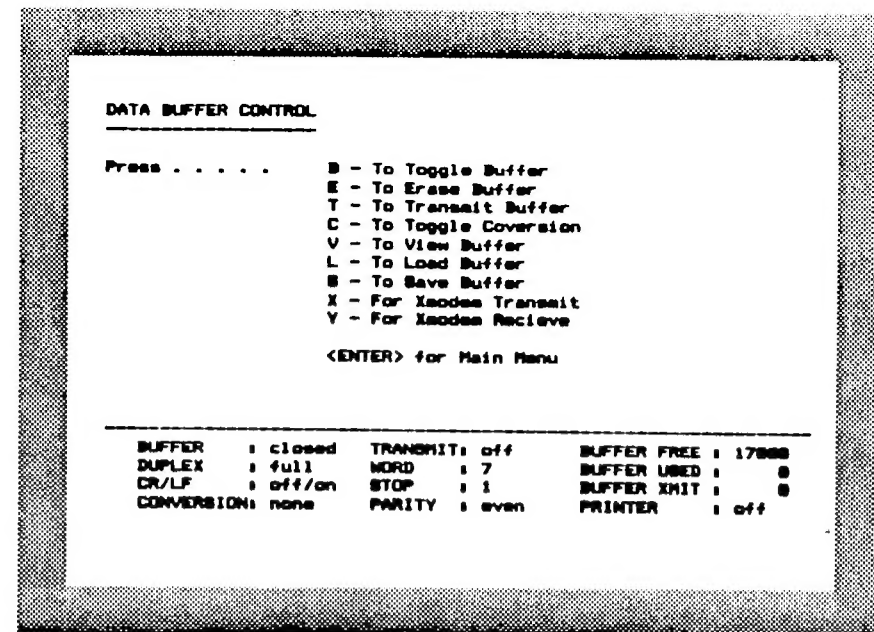 DATA BUFFER CONTROL
Press . . . . . B - To Toggle Buffer
E - To Erase Buffer
T - To Transmit Buffer
C - To Toggle Coversion
V - To View Buffer
L - To Load Buffer
S - To Save Buffer
X - For Xmodem Transmit
Y - For Xmodem Recieve
<ENTER> for Main Menu
BUFFER : closed TRANSMIT: off BUFFER FREE : 17000
DUPLEX : full WORD : 7 BUFFER USED : 0
CR/LF : off/on STOP : 1 BUFFER XMIT : 0
CONVERSION: none PARITY : even PRINTER : off